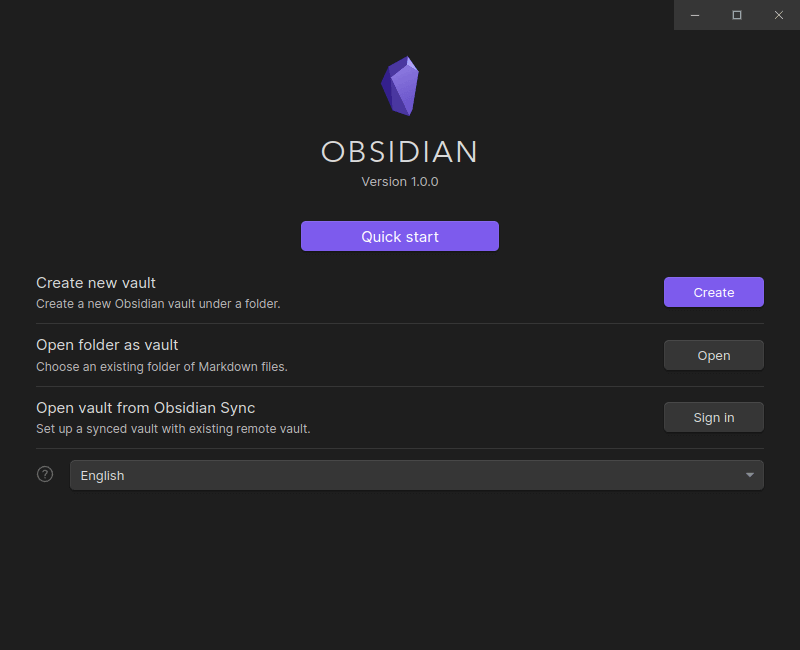 OBSIDIAN
Version 1.0.0
Quick start
Create new vault
Create a new Obsidian vault under a folder.
Create
Open folder as vault
Choose an existing folder of Markdown files.
Open
Open vault from Obsidian Sync
Set up a synced vault with existing remote vault.
Sign in
?
English